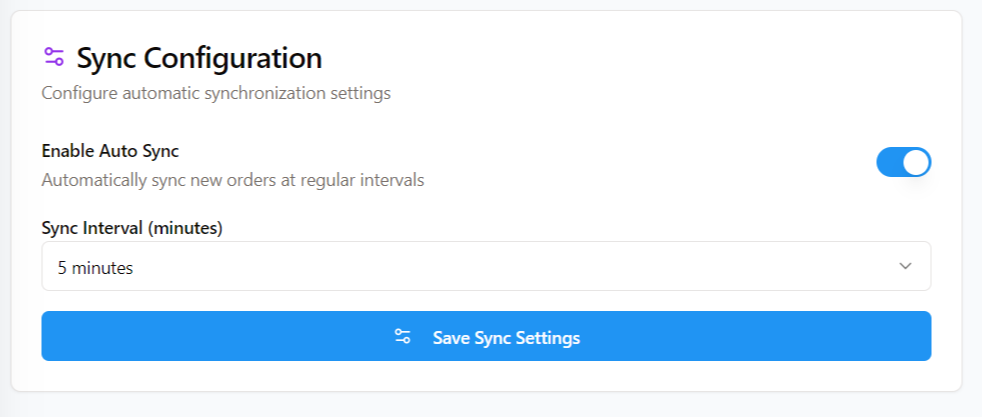 Sync Configuration
Configure automatic synchronization settings
Enable Auto Sync
Automatically sync new orders at regular intervals
Sync Interval (minutes)
5 minutes
Save Sync Settings